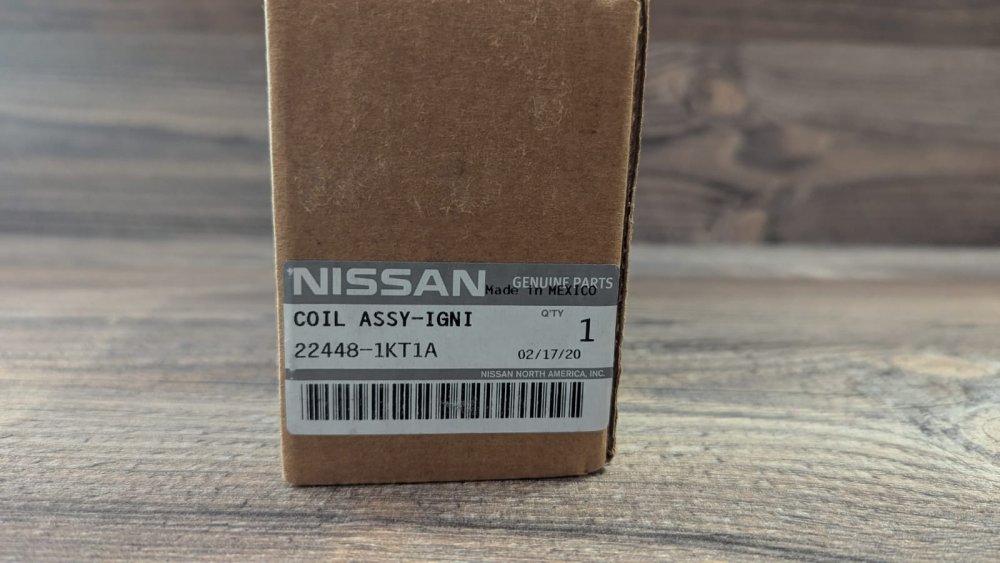 NISSAN GENUINE PARTS
Made in MEXICO
COIL ASSY-IGNI
Q'TY
1
22448-1KT1A
02/17/20
NISSAN NORTH AMERICA, INC.